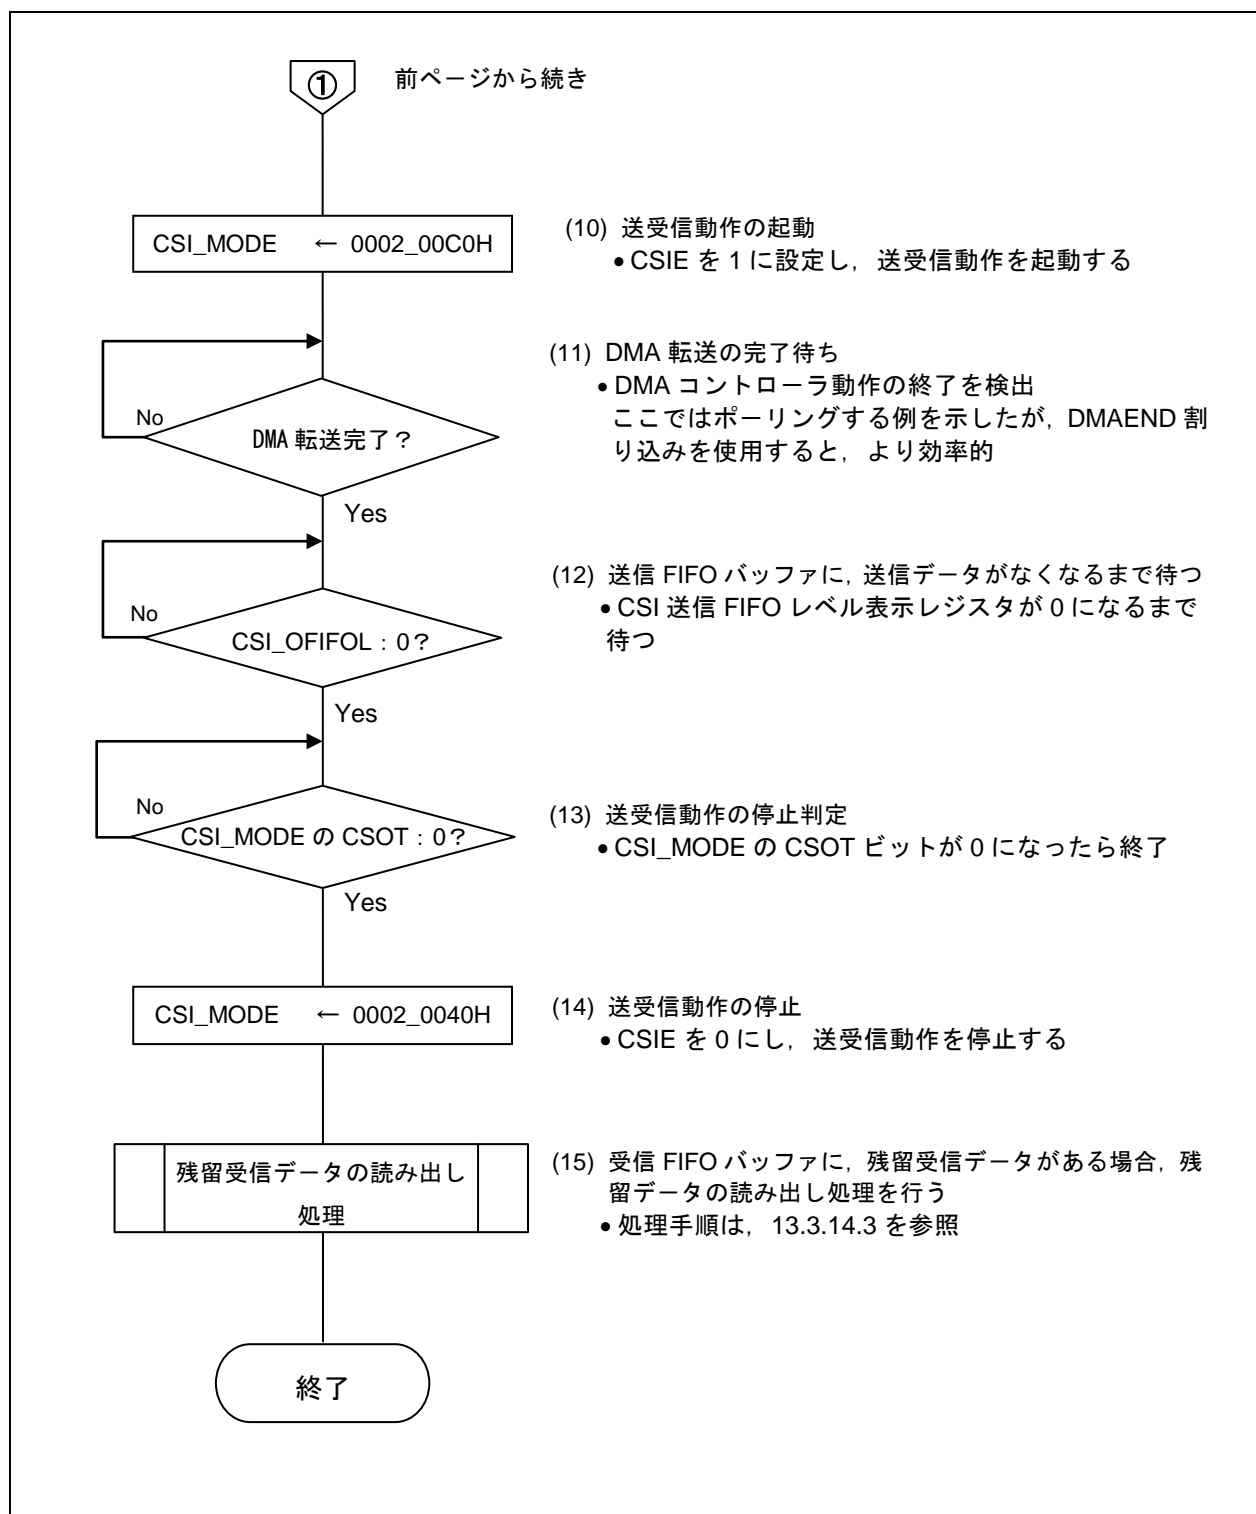 ① 前ページから続き
CSI_MODE ← 0002_00C0H
(10) 送受信動作の起動
• CSIE を 1 に設定し，送受信動作を起動する
(11) DMA 転送の完了待ち
• DMA コントローラ動作の終了を検出
ここではポーリングする例を示したが，DMAEND 割
り込みを使用すると，より効率的
No
DMA 転送完了？
Yes
(12) 送信 FIFO バッファに，送信データがなくなるまで待つ
• CSI 送信 FIFO レベル表示レジスタが 0 になるまで
待つ
No
CSI_OFIFOL：0？
Yes
(13) 送受信動作の停止判定
• CSI_MODE の CSOT ビットが 0 になったら終了
No
CSI_MODE の CSOT：0？
Yes
CSI_MODE ← 0002_0040H
(14) 送受信動作の停止
• CSIE を 0 にし，送受信動作を停止する
残留受信データの読み出し
処理
(15) 受信 FIFO バッファに，残留受信データがある場合，残
留データの読み出し処理を行う
• 処理手順は，13.3.14.3 を参照
終了